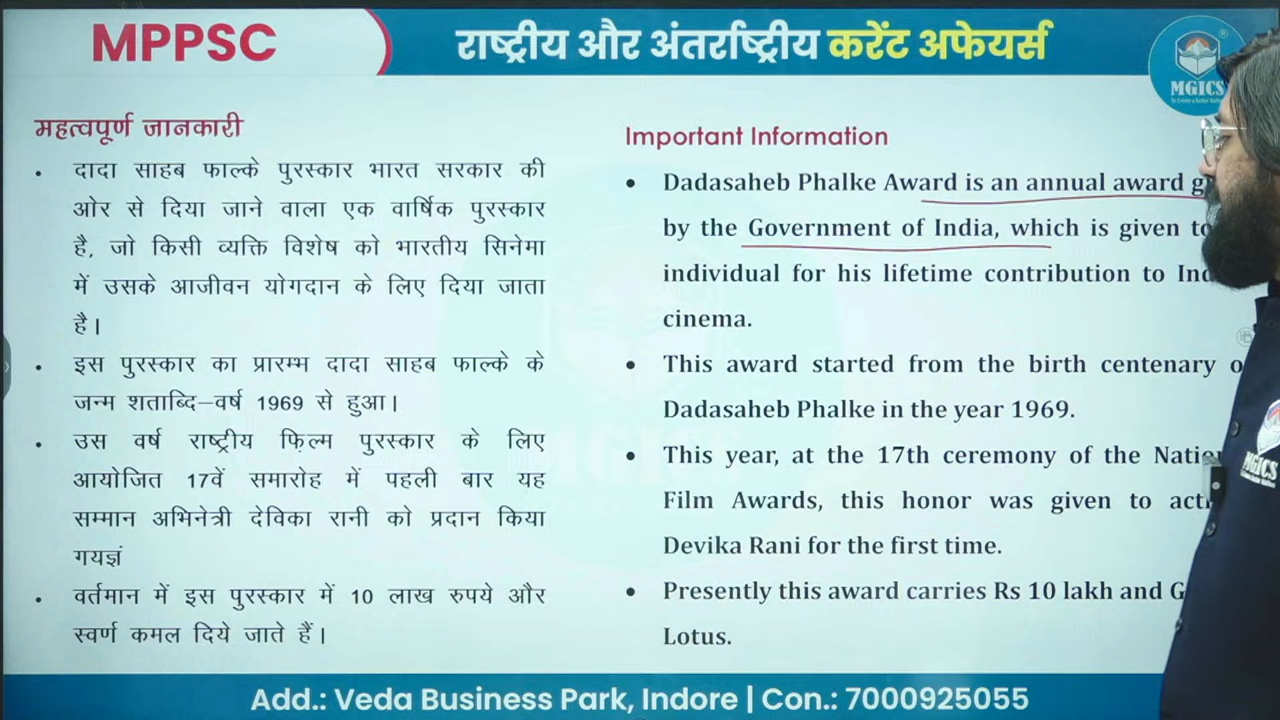 MPPSC
राष्ट्रीय और अंतर्राष्ट्रीय करेंट अफेयर्स
MGICS
महत्वपूर्ण जानकारी
• दादा साहब फाल्के पुरस्कार भारत सरकार की
ओर से दिया जाने वाला एक वार्षिक पुरस्कार
है, जो किसी व्यक्ति विशेष को भारतीय सिनेमा
में उसके आजीवन योगदान के लिए दिया जाता
है।
• इस पुरस्कार का प्रारम्भ दादा साहब फाल्के के
जन्म शताब्दि–वर्ष 1969 से हुआ।
• उस वर्ष राष्ट्रीय फ़िल्म पुरस्कार के लिए
आयोजित 17वें समारोह में पहली बार यह
सम्मान अभिनेत्री देविका रानी को प्रदान किया
गयज्ञं
• वर्तमान में इस पुरस्कार में 10 लाख रुपये और
स्वर्ण कमल दिये जाते हैं।
Important Information
• Dadasaheb Phalke Award is an annual award
by the Government of India, which is given to
individual for his lifetime contribution to
cinema.
• This award started from the birth centenary
Dadasaheb Phalke in the year 1969.
• This year, at the 17th ceremony of the
Film Awards, this honor was given to
Devika Rani for the first time.
• Presently this award carries Rs 10 lakh and
Lotus.
MGICS
Add.: Veda Business Park, Indore | Con.: 7000925055